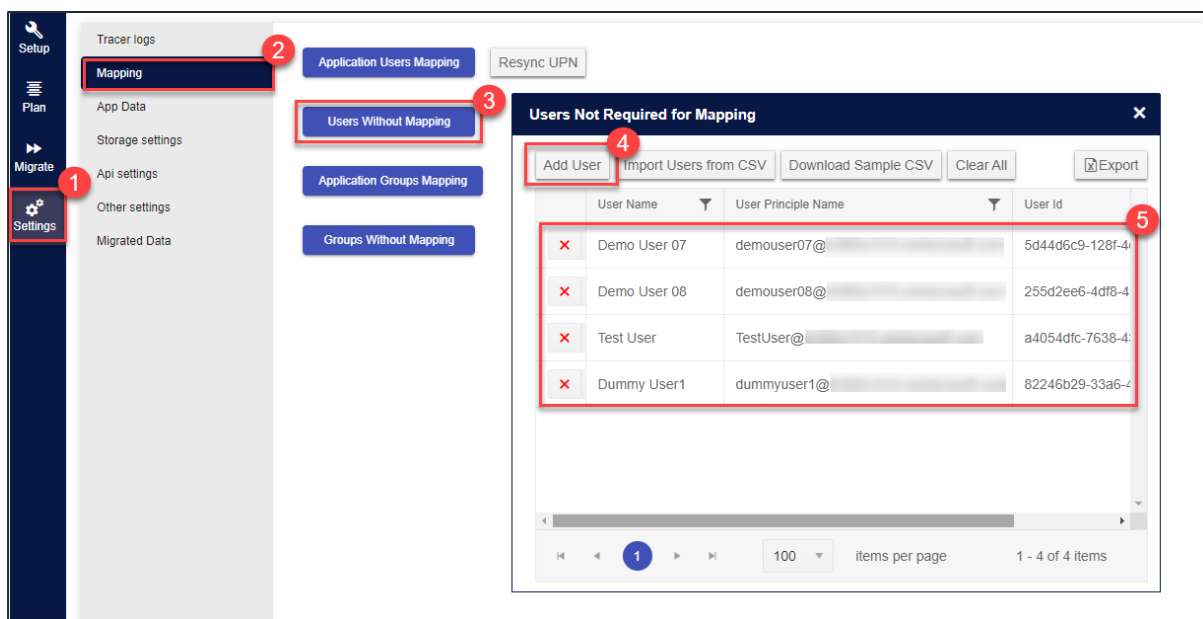 Setup
Plan
Migrate
1
Settings
Tracer logs
2
Mapping
App Data
Storage settings
Api settings
Other settings
Migrated Data
Application Users Mapping Resync UPN
3
Users Without Mapping
Application Groups Mapping
Groups Without Mapping
Users Not Required for Mapping
4
Add User Import Users from CSV Download Sample CSV Clear All Export
User Name User Principle Name User Id
5
Demo User 07 demouser07@ 5d44d6c9-128f-4
Demo User 08 demouser08@ 255d2ee6-4df8-4
Test User TestUser@ a4054dfc-7638-4
Dummy User1 dummyuser1@ 82246b29-33a6-4
1 100 items per page 1 - 4 of 4 items